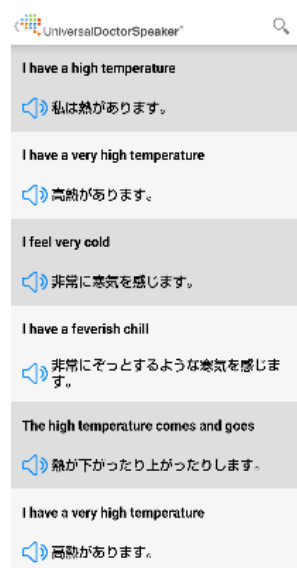 UniversalDoctorSpeaker
I have a high temperature
私は熱があります。
I have a very high temperature
高熱があります。
I feel very cold
非常に寒気を感じます。
I have a feverish chill
非常にぞっとするような寒気を感じま
す。
The high temperature comes and goes
熱が下がったり上がったりします。
I have a very high temperature
高熱があります。